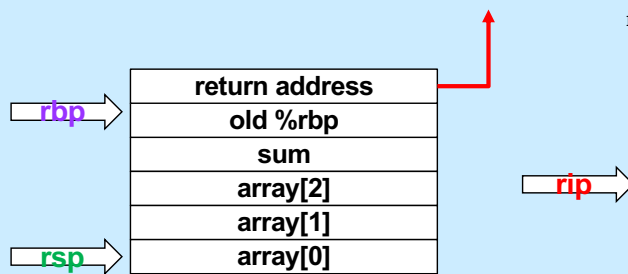 return address
rbp
old %rbp
sum
array[2]
rip
array[1]
rsp
array[0]